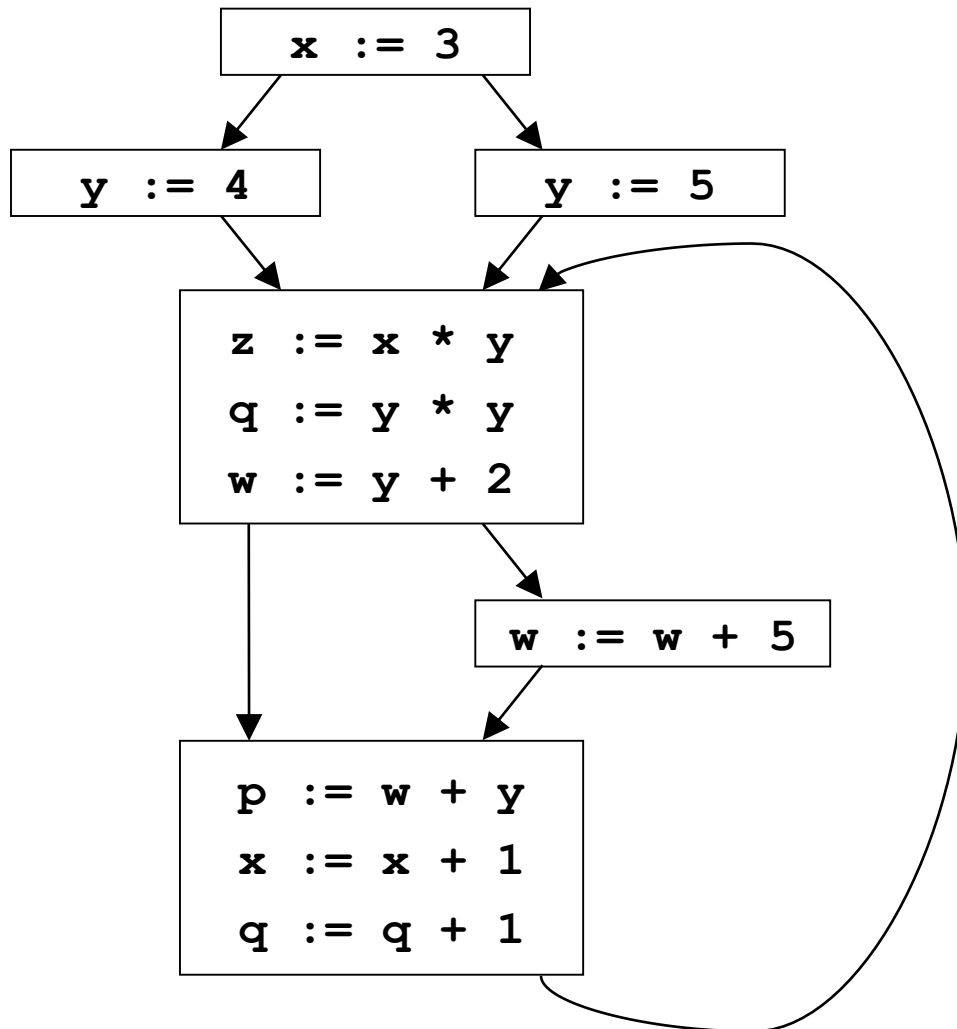 x := 3
y := 4
y := 5
z := x * y
q := y * y
w := y + 2
w := w + 5
p := w + y
x := x + 1
q := q + 1